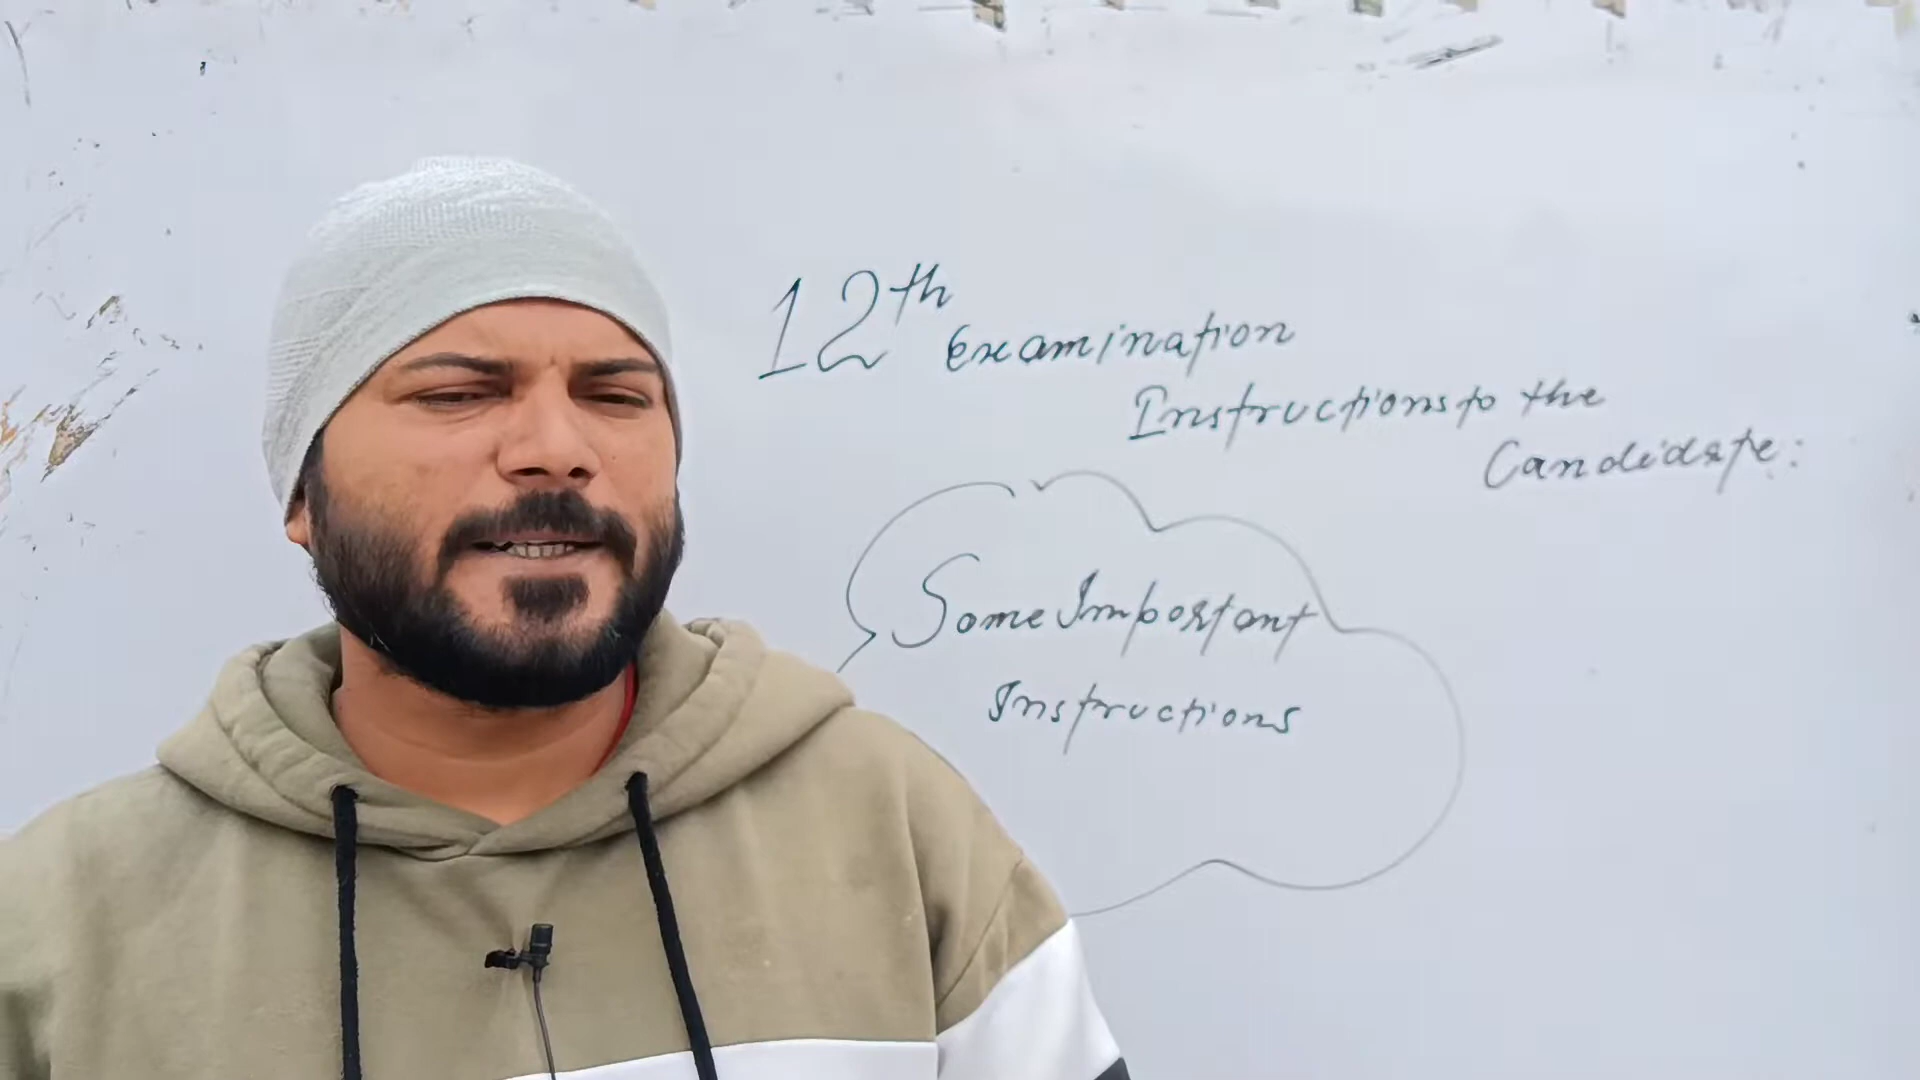 12th Examination
Instructions to the
Candidate:
Some Important
Instructions